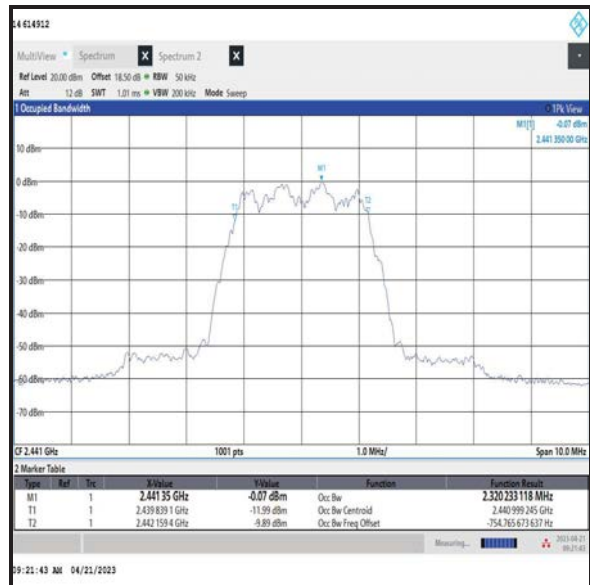 14 614912
MultiView Spectrum X Spectrum 2 X
Ref Level 20.00 dBm Offset 18.50 dB RBW 50 kHz
Att 12 dB SWT 1.01 ms VBW 200 kHz Mode Sweep
1 Occupied Bandwidth 1Pk View
M1[1] -0.07 dBm
2.441 350 00 GHz
10 dBm
M1
0 dBm
T1 T2
-10 dBm
-20 dBm
-30 dBm
-40 dBm
-50 dBm
-60 dBm
-70 dBm
CF 2.441 GHz 1001 pts 1.0 MHz/ Span 10.0 MHz
2 Marker Table
Type Ref Trc X-Value Y-Value Function Function Result
M1 1 2.441 35 GHz -0.07 dBm Occ Bw 2.320 233 118 MHz
T1 1 2.439 839 1 GHz -11.99 dBm Occ Bw Centroid 2.440 999 245 GHz
T2 1 2.442 159 4 GHz -9.89 dBm Occ Bw Freq Offset -754.765 673 637 Hz
Measuring... 2023-04-21
09:21:43
09:21:43 AM 04/21/2023